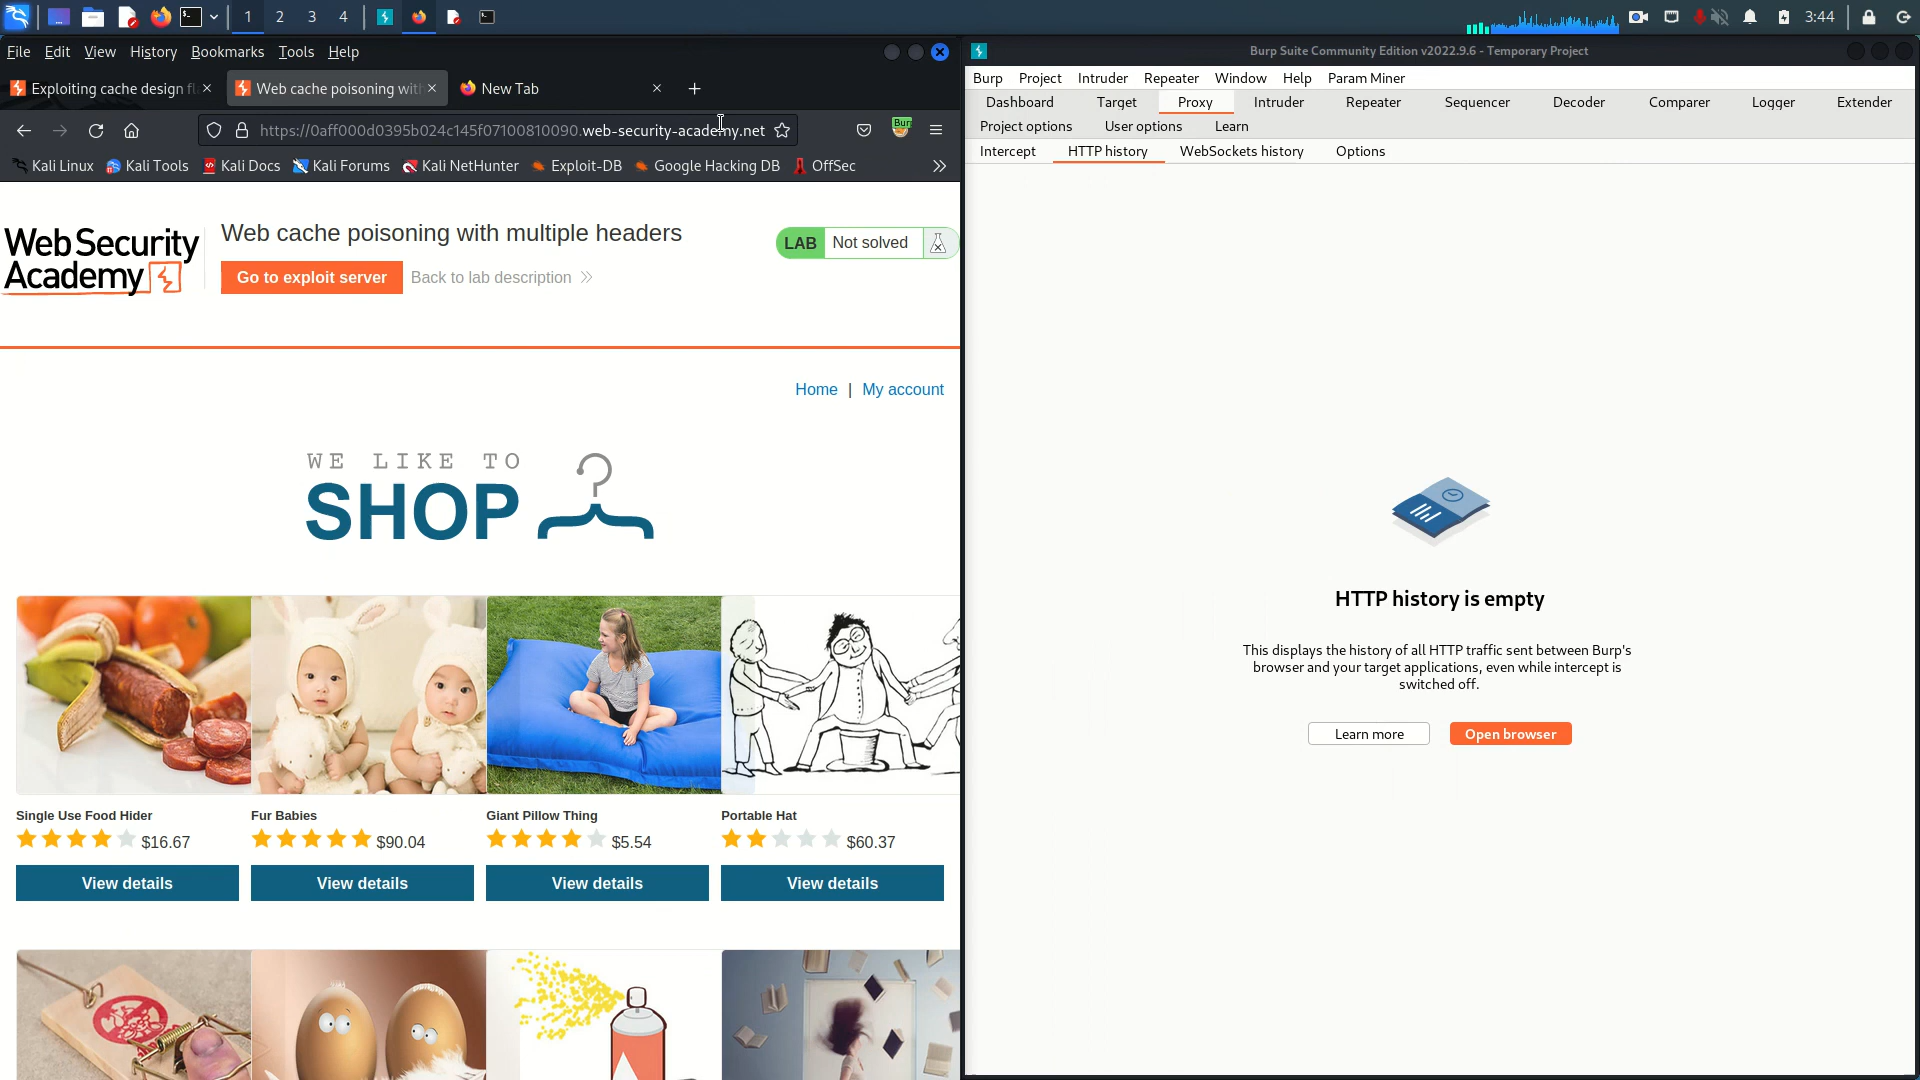 1 2 3 4
3:44
File Edit View History Bookmarks Tools Help
Burp Suite Community Edition v2022.9.6 - Temporary Project
Exploiting cache design fl
Web cache poisoning with
New Tab
https://0aff000d0395b024c145f07100810090.web-security-academy.net
Bur
Kali Linux Kali Tools Kali Docs Kali Forums Kali NetHunter Exploit-DB Google Hacking DB OffSec
Web Security
Academy
Web cache poisoning with multiple headers
LAB Not solved
Go to exploit server
Back to lab description
Home | My account
WE LIKE TO
SHOP
Single Use Food Hider
$16.67
View details
Fur Babies
$90.04
View details
Giant Pillow Thing
$5.54
View details
Portable Hat
$60.37
View details
Burp Project Intruder Repeater Window Help Param Miner
Dashboard Target Proxy Intruder Repeater Sequencer Decoder Comparer Logger Extender
Project options User options Learn
Intercept HTTP history WebSockets history Options
HTTP history is empty
This displays the history of all HTTP traffic sent between Burp's
browser and your target applications, even while intercept is
switched off.
Learn more
Open browser